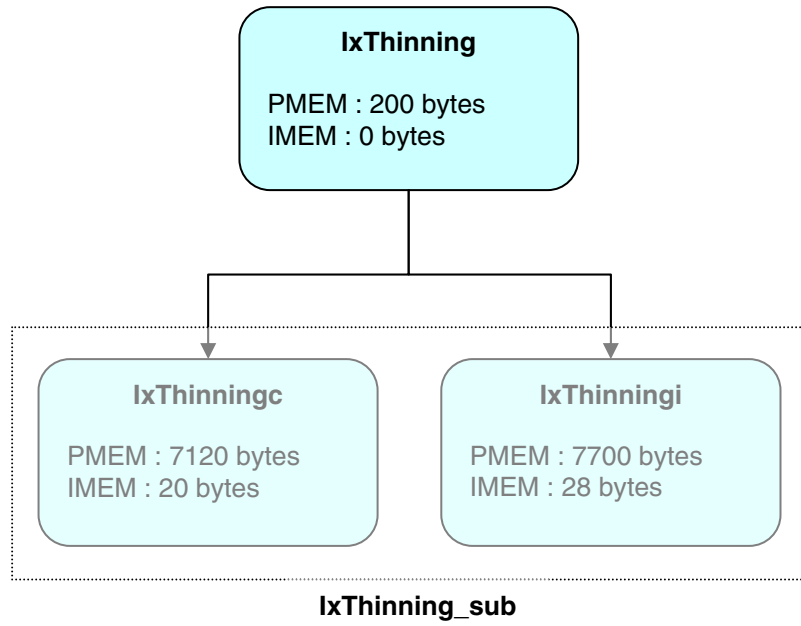 IxThinning
PMEM : 200 bytes
IMEM : 0 bytes
IxThinningc
PMEM : 7120 bytes
IMEM : 20 bytes
IxThinningi
PMEM : 7700 bytes
IMEM : 28 bytes
IxThinning_sub